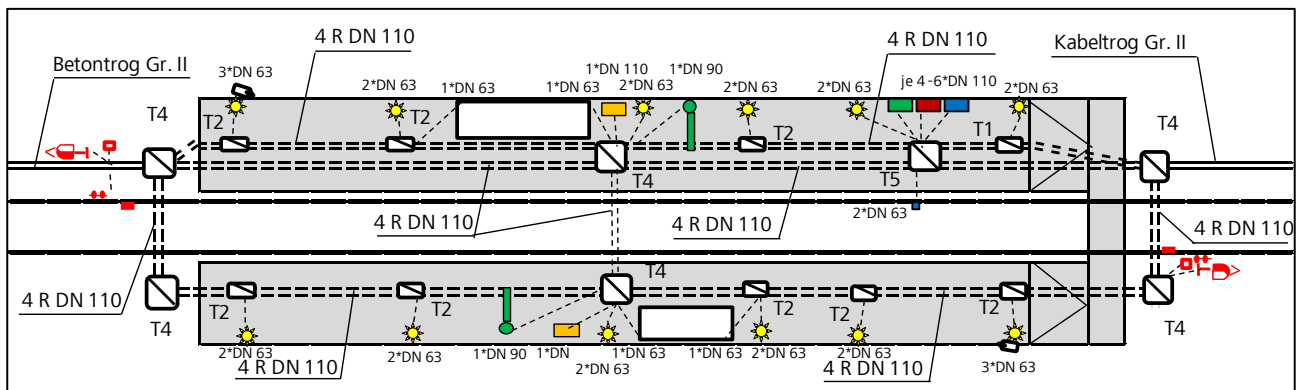 4 R DN 110
4 R DN 110
Kabeltrog Gr. II
Betontrog Gr. II
3*DN 63
2*DN 63
1*DN 63
1*DN 63
1*DN 110
2*DN 63
1*DN 90
2*DN 63
2*DN 63
je 4-6*DN 110
2*DN 63
T4
T2
T2
T2
T1
T4
T4
T5
2*DN 63
4 R DN 110
4 R DN 110
4 R DN 110
4 R DN 110
T4
T2
T2
T4
T2
T2
T2
T4
2*DN 63
4 R DN 110
2*DN 63
1*DN 90
1*DN
2*DN 63
1*DN 63
1*DN 63
2*DN 63
2*DN 63
4 R DN 110
3*DN 63